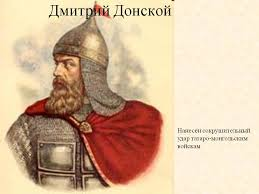 Дмитрий Донской
Нанесен сокрушительный
удар татаро-монгольским
войскам